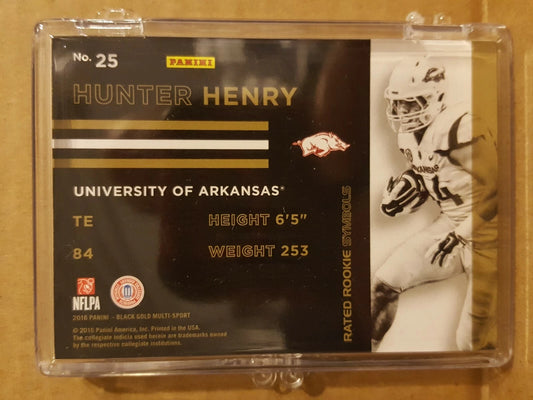 No. 25
PANINI
HUNTER HENRY
UNIVERSITY OF ARKANSAS®
TE
HEIGHT 6'5"
84
WEIGHT 253
RATED ROOKIE SYMBOLS
NFLPA
2016 PANINI - BLACK GOLD MULTI-SPORT
© 2016 Panini America, Inc. Printed in the USA.
The collegiate indicia used herein are trademarks owned
by the respective collegiate institutions.